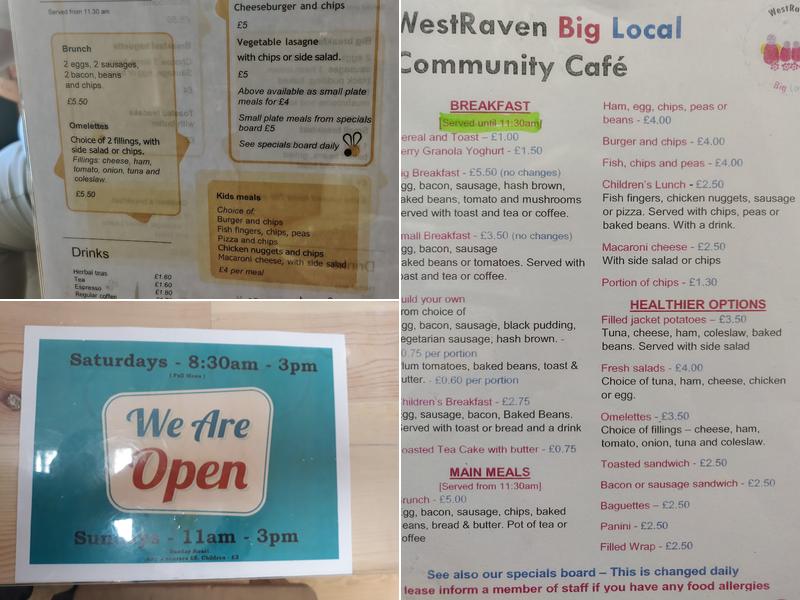 Served from 11.30 am
Brunch
2 eggs, 2 sausages,
2 bacon, beans
and chips.
£5.50
Omelettes
Choice of 2 fillings, with
side salad or chips.
Fillings: cheese, ham,
tomato, onion, tuna and
coleslaw.
£5.50
Drinks
Herbal teas £1.60
Tea £1.60
Espresso £1.60
Regular coffee £1.80
Cheeseburger and chips
£5
Vegetable lasagne
with chips or side salad.
£5
Above available as small plate
meals for £4
Small plate meals from specials
board £5
See specials board daily
Kids meals
Choice of:
Burger and chips
Fish fingers, chips, peas
Pizza and chips
Chicken nuggets and chips
Macaroni cheese, with side salad
£4 per meal
Saturdays - 8:30am - 3pm
( Full Menu )
We Are
Open
Sundays - 11am - 3pm
Sunday Roast
£8, Children - £5
WestRaven Big Local
Community Café
WestRa
Big Lo
BREAKFAST
[Served until 11:30am]
ereal and Toast – £1.00
erry Granola Yoghurt - £1.50
g Breakfast - £5.50 (no changes)
gg, bacon, sausage, hash brown,
aked beans, tomato and mushrooms
erved with toast and tea or coffee.
mall Breakfast - £3.50 (no changes)
gg, bacon, sausage
aked beans or tomatoes. Served with
oast and tea or coffee.
uild your own
rom choice of
gg, bacon, sausage, black pudding,
egetarian sausage, hash brown. -
0.75 per portion
lum tomatoes, baked beans, toast &
utter. - £0.60 per portion
hildren's Breakfast - £2.75
gg, sausage, bacon, Baked Beans.
erved with toast or bread and a drink
oasted Tea Cake with butter - £0.75
MAIN MEALS
[Served from 11:30am]
runch - £5.00
gg, bacon, sausage, chips, baked
eans, bread & butter. Pot of tea or
offee
Ham, egg, chips, peas or
beans - £4.00
Burger and chips - £4.00
Fish, chips and peas - £4.00
Children's Lunch - £2.50
Fish fingers, chicken nuggets, sausage
or pizza. Served with chips, peas or
baked beans. With a drink.
Macaroni cheese - £2.50
With side salad or chips
Portion of chips - £1.30
HEALTHIER OPTIONS
Filled jacket potatoes – £3.50
Tuna, cheese, ham, coleslaw, baked
beans. Served with side salad
Fresh salads - £4.00
Choice of tuna, ham, cheese, chicken
or egg.
Omelettes - £3.50
Choice of fillings – cheese, ham,
tomato, onion, tuna and coleslaw.
Toasted sandwich - £2.50
Bacon or sausage sandwich - £2.50
Baguettes – £2.50
Panini - £2.50
Filled Wrap - £2.50
See also our specials board – This is changed daily
lease inform a member of staff if you have any food allergies